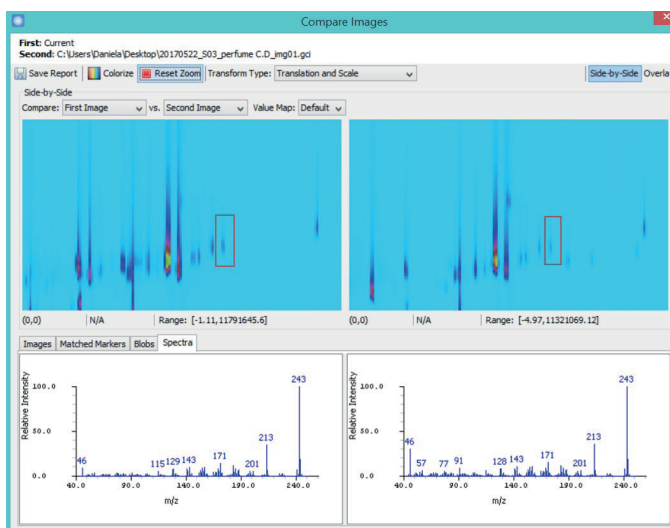 Compare Images
First: Current
Second: C:\Users\Daniela\Desktop\20170522_S03_perfume C.D_img01.gci
Save Report Colorize Reset Zoom Transform Type: Translation and Scale Side-by-Side Overla
Side-by-Side
Compare: First Image vs. Second Image Value Map: Default
(0,0) N/A Range: [-1.11,11791645.6] (0,0) N/A Range: [-4.97,11321069.12]
Images Matched Markers Blobs Spectra
Relative Intensity
100.0
50.0
0.0
243
213
46
115
129
143
171
201
40.0 90.0 140.0 190.0 240.0
m/z
Relative Intensity
100.0
50.0
0.0
243
213
46
57
77
91
128
143
171
201
40.0 90.0 140.0 190.0 240.0
m/z